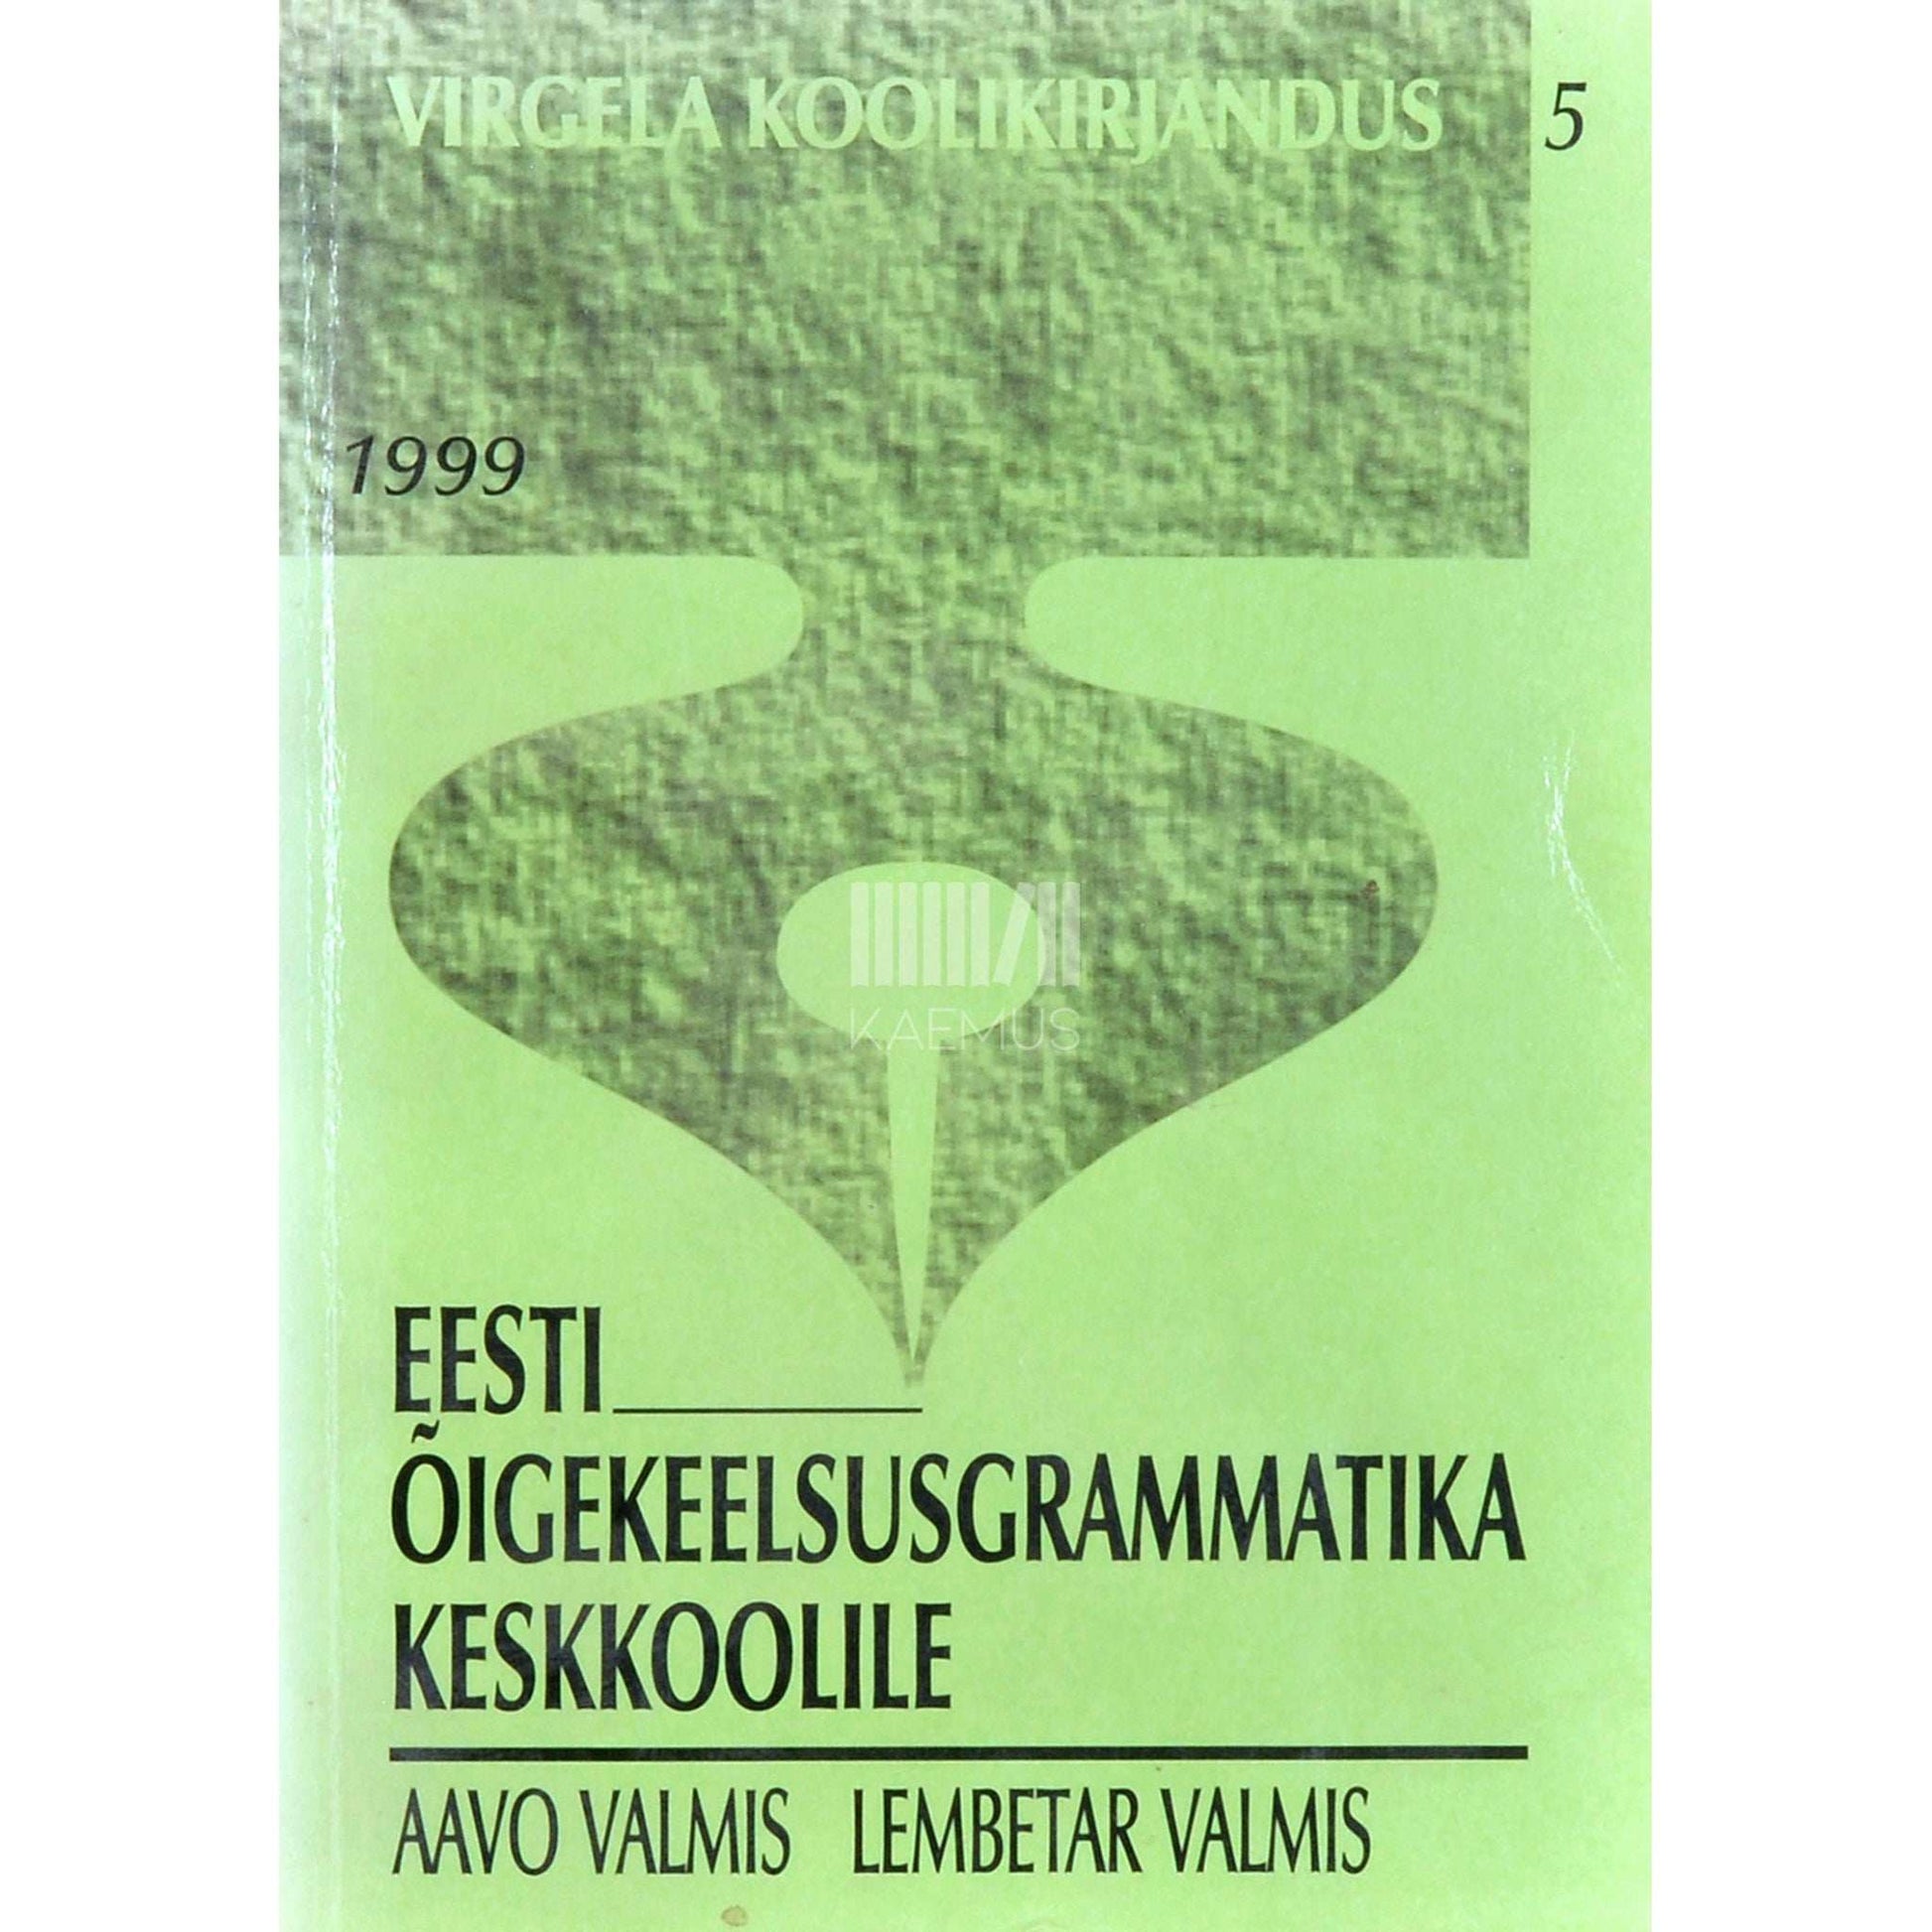 VIRGELA KOOLIKIRJANDUS 5
1999
KAEMUS
EESTI
ÕIGEKEELSUSGRAMMATIKA
KESKKOOLILE
AAVO VALMIS LEMBETAR VALMIS